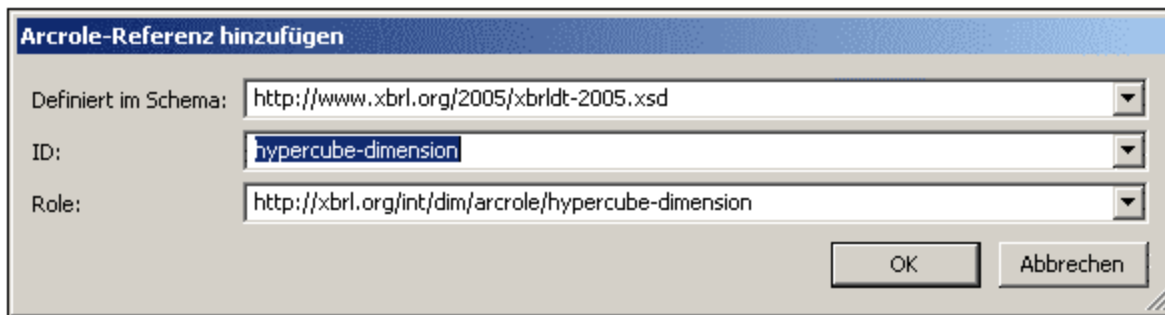 Arcrole-Referenz hinzufügen
Definiert im Schema: http://www.xbrl.org/2005/xbrldt-2005.xsd
ID: hypercube-dimension
Role: http://xbrl.org/int/dim/arcrole/hypercube-dimension
OK Abbrechen